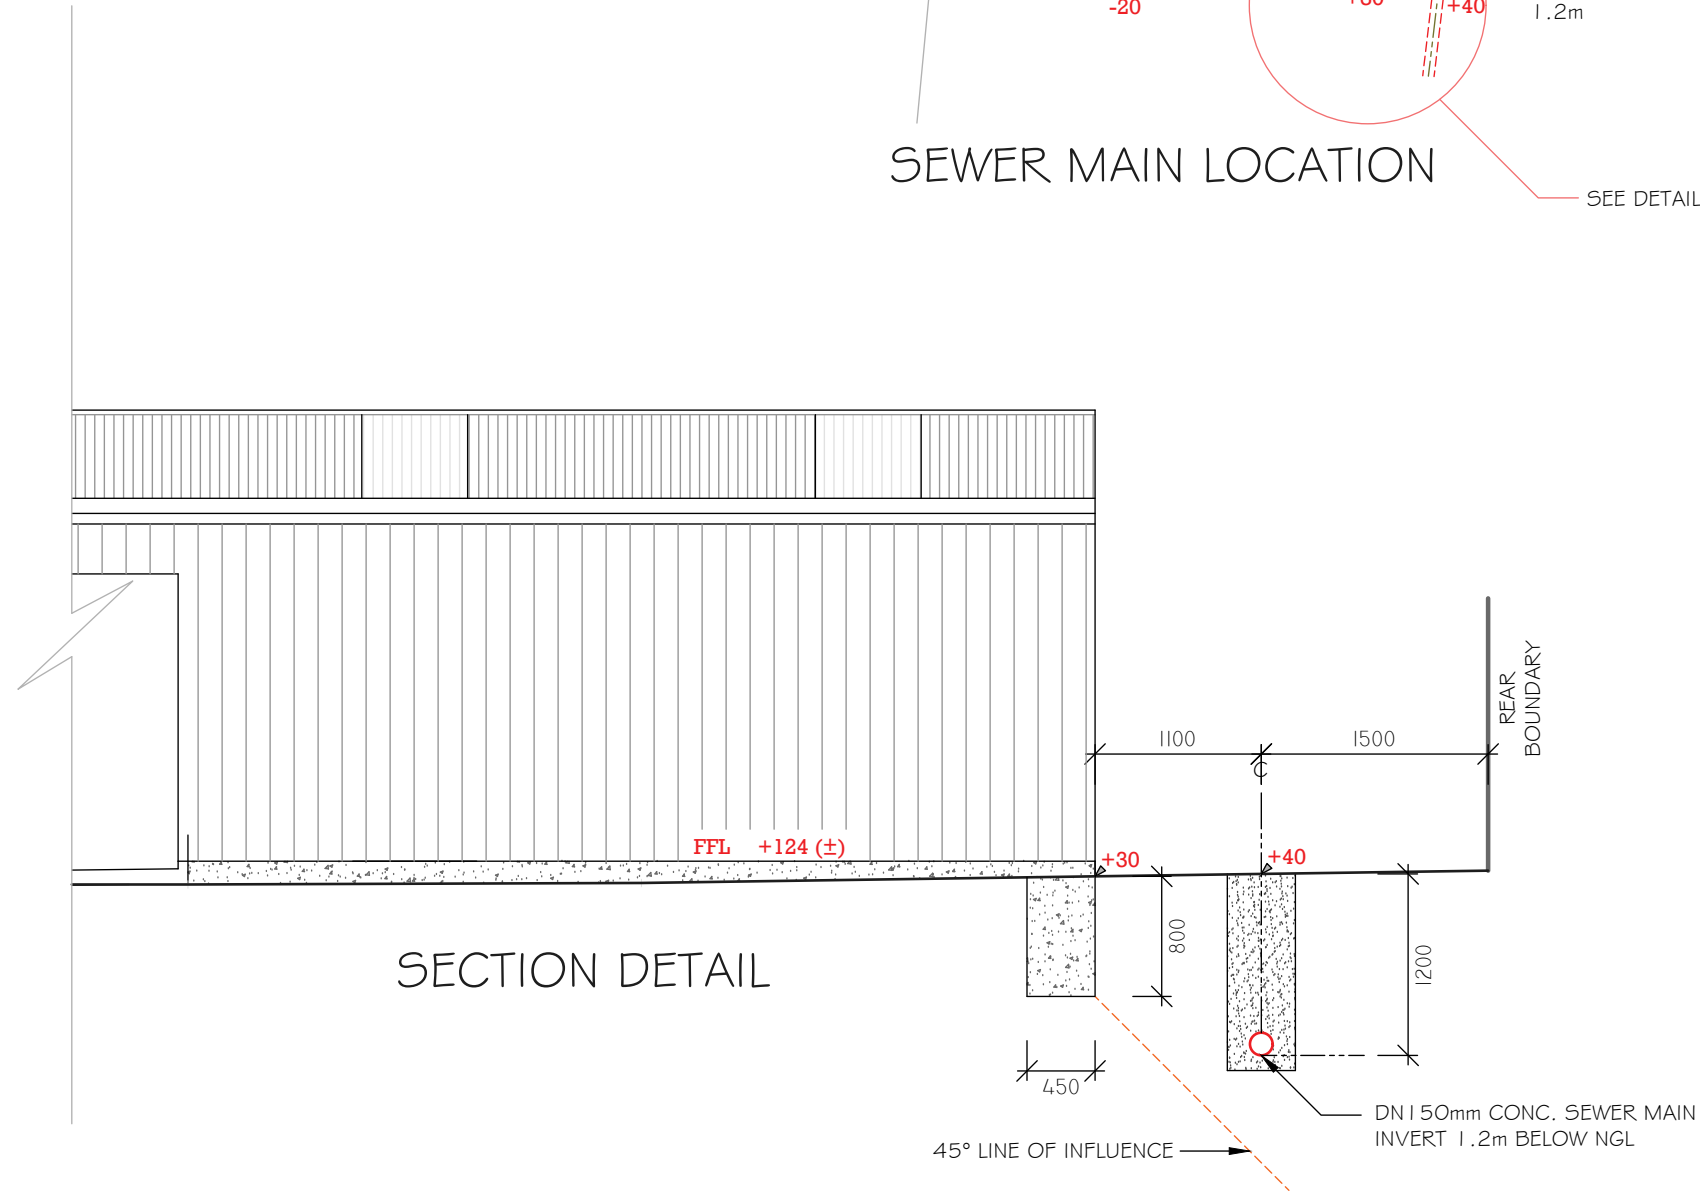 -20
+40
1.2m
SEWER MAIN LOCATION
SEE DETAIL
REAR
BOUNDARY
1100
1500
C
FFL +124 (±)
+30
+40
800
1200
SECTION DETAIL
450
DN150mm CONC. SEWER MAIN
INVERT 1.2m BELOW NGL
45° LINE OF INFLUENCE